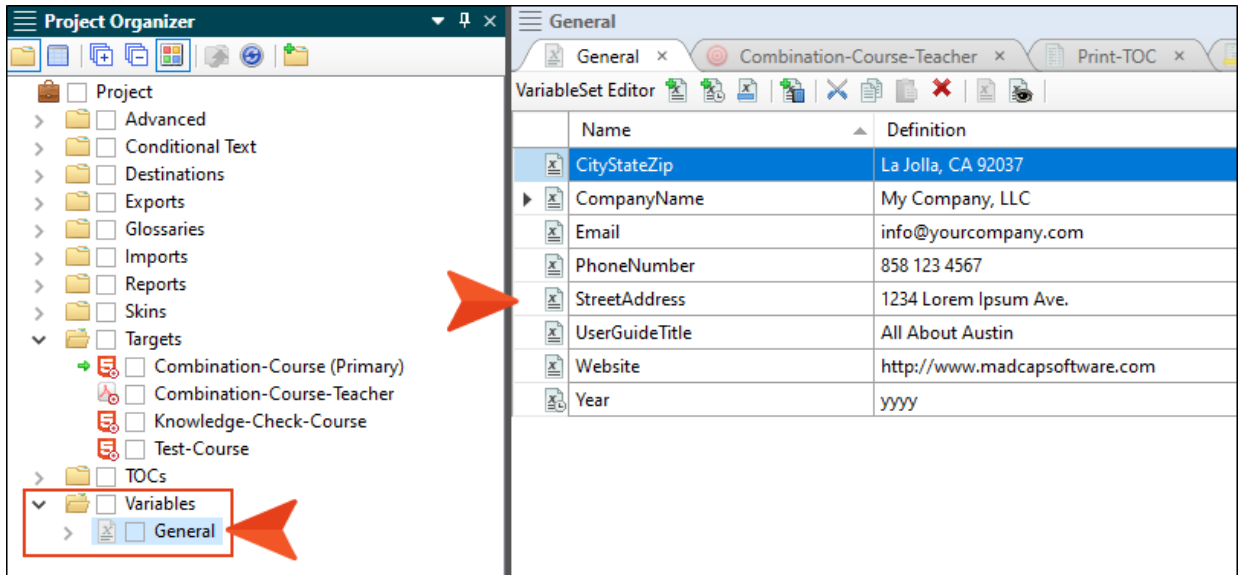 Project Organizer
Project
Advanced
Conditional Text
Destinations
Exports
Glossaries
Imports
Reports
Skins
Targets
Combination-Course (Primary)
Combination-Course-Teacher
Knowledge-Check-Course
Test-Course
TOCs
Variables
General
General
General Combination-Course-Teacher Print-TOC
VariableSet Editor
Name Definition
CityStateZip La Jolla, CA 92037
CompanyName My Company, LLC
Email info@yourcompany.com
PhoneNumber 858 123 4567
StreetAddress 1234 Lorem Ipsum Ave.
UserGuideTitle All About Austin
Website http://www.madcapsoftware.com
Year yyyy